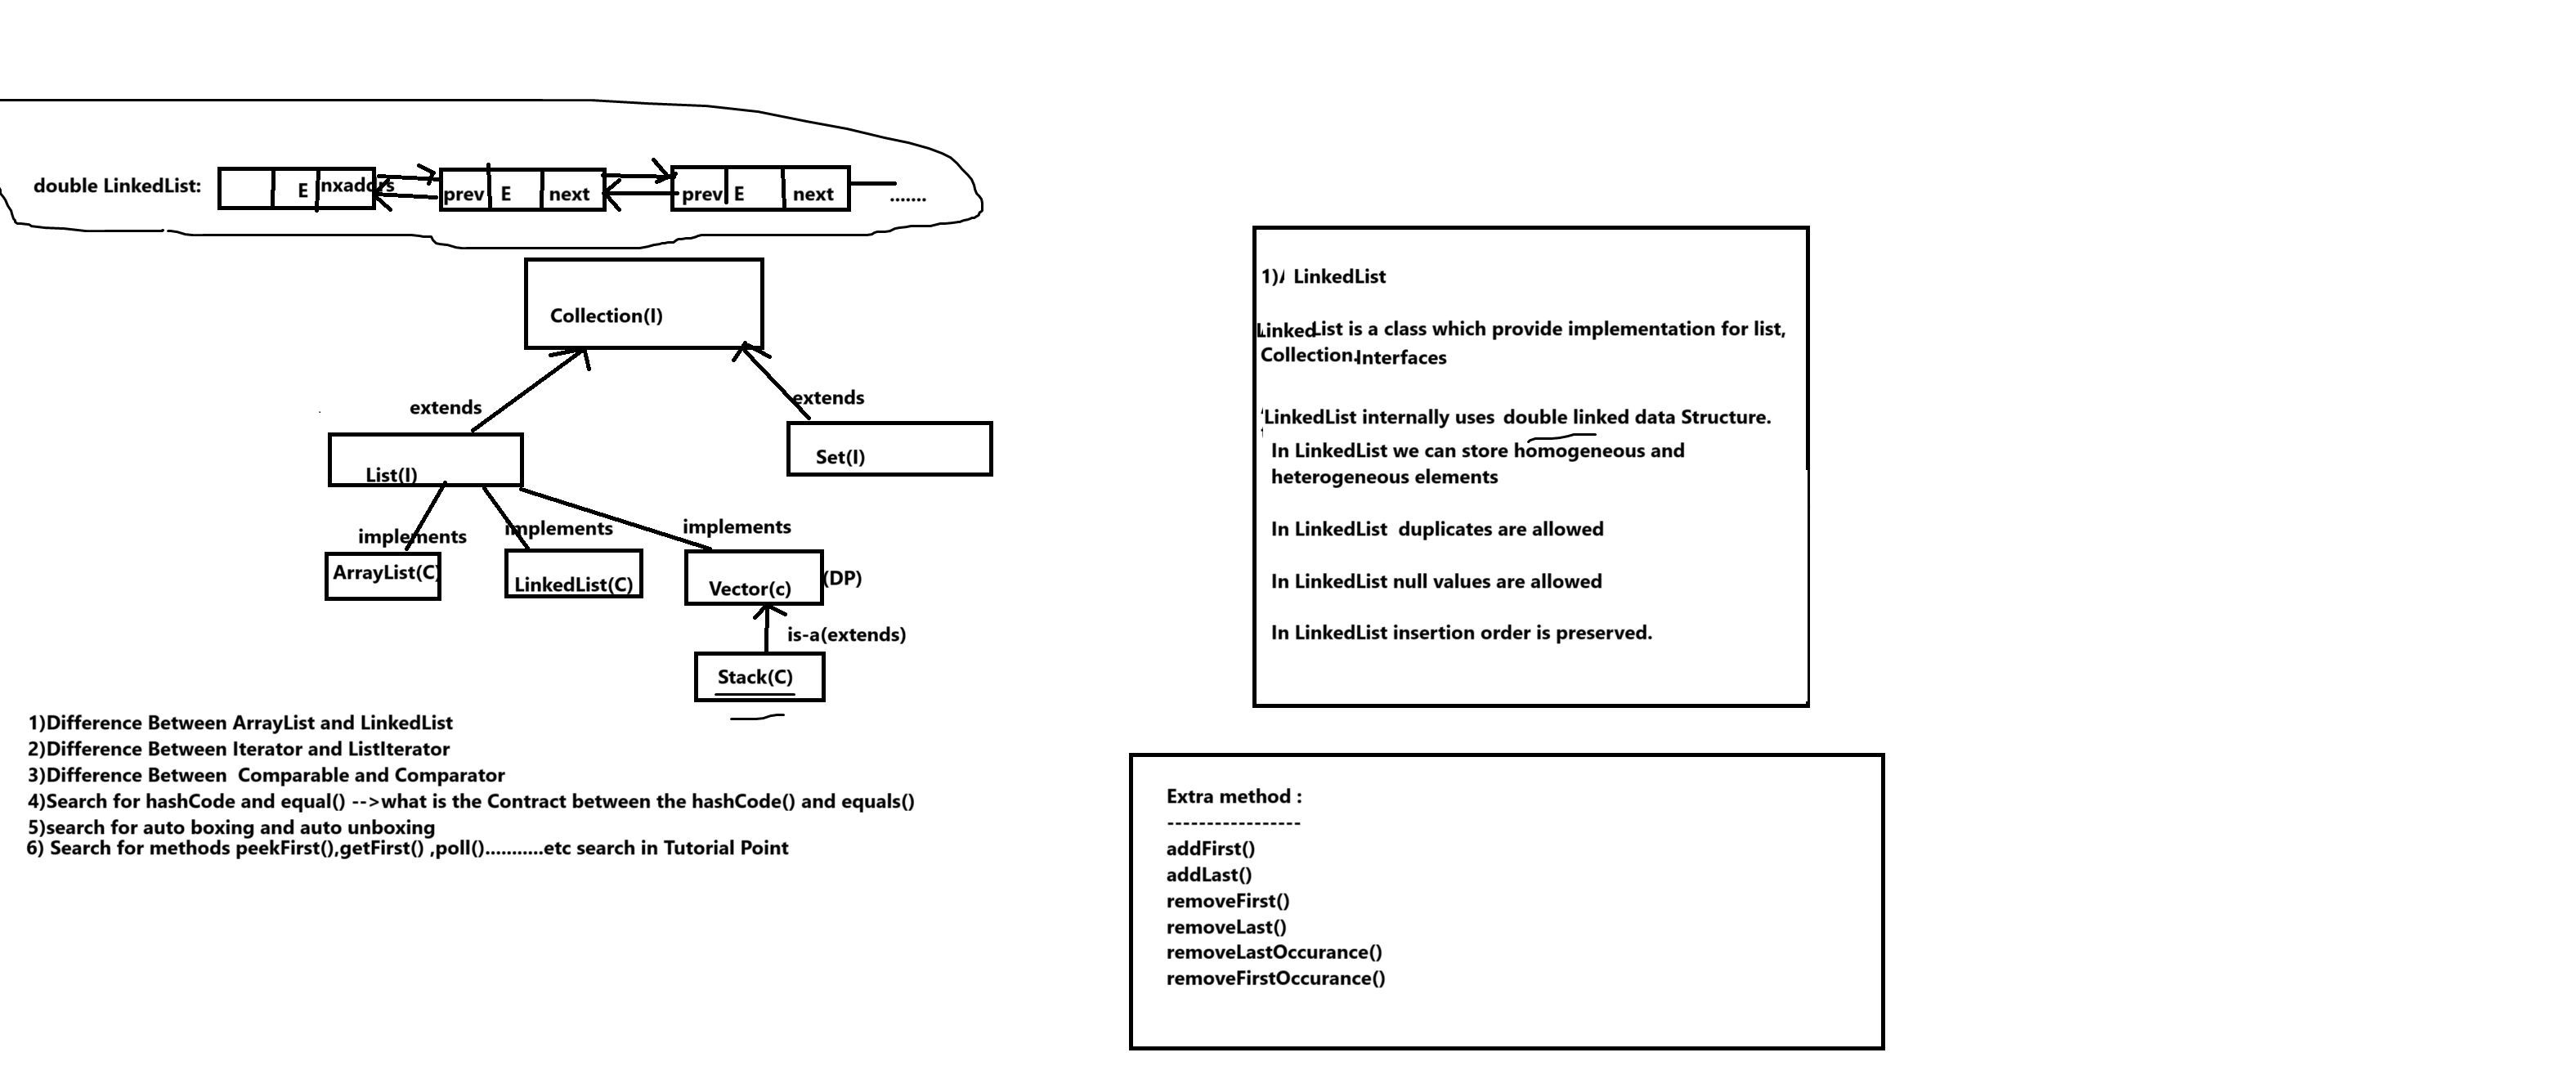 double LinkedList:
E nxaddrs
prev E next
prev E next
.......
Collection(I)
extends
extends
List(I)
Set(I)
implements
implements
implements
ArrayList(C)
LinkedList(C)
Vector(c)
(DP)
is-a(extends)
Stack(C)
1)Difference Between ArrayList and LinkedList
2)Difference Between Iterator and ListIterator
3)Difference Between  Comparable and Comparator
4)Search for hashCode and equal() -->what is the Contract between the hashCode() and equals()
5)search for auto boxing and auto unboxing
6) Search for methods peekFirst(),getFirst() ,poll()...........etc search in Tutorial Point
1) LinkedList
LinkedList is a class which provide implementation for list,
Collection.Interfaces
LinkedList internally uses double linked data Structure.
In LinkedList we can store homogeneous and
heterogeneous elements
In LinkedList  duplicates are allowed
In LinkedList null values are allowed
In LinkedList insertion order is preserved.
Extra method :
-----------------
addFirst()
addLast()
removeFirst()
removeLast()
removeLastOccurance()
removeFirstOccurance()